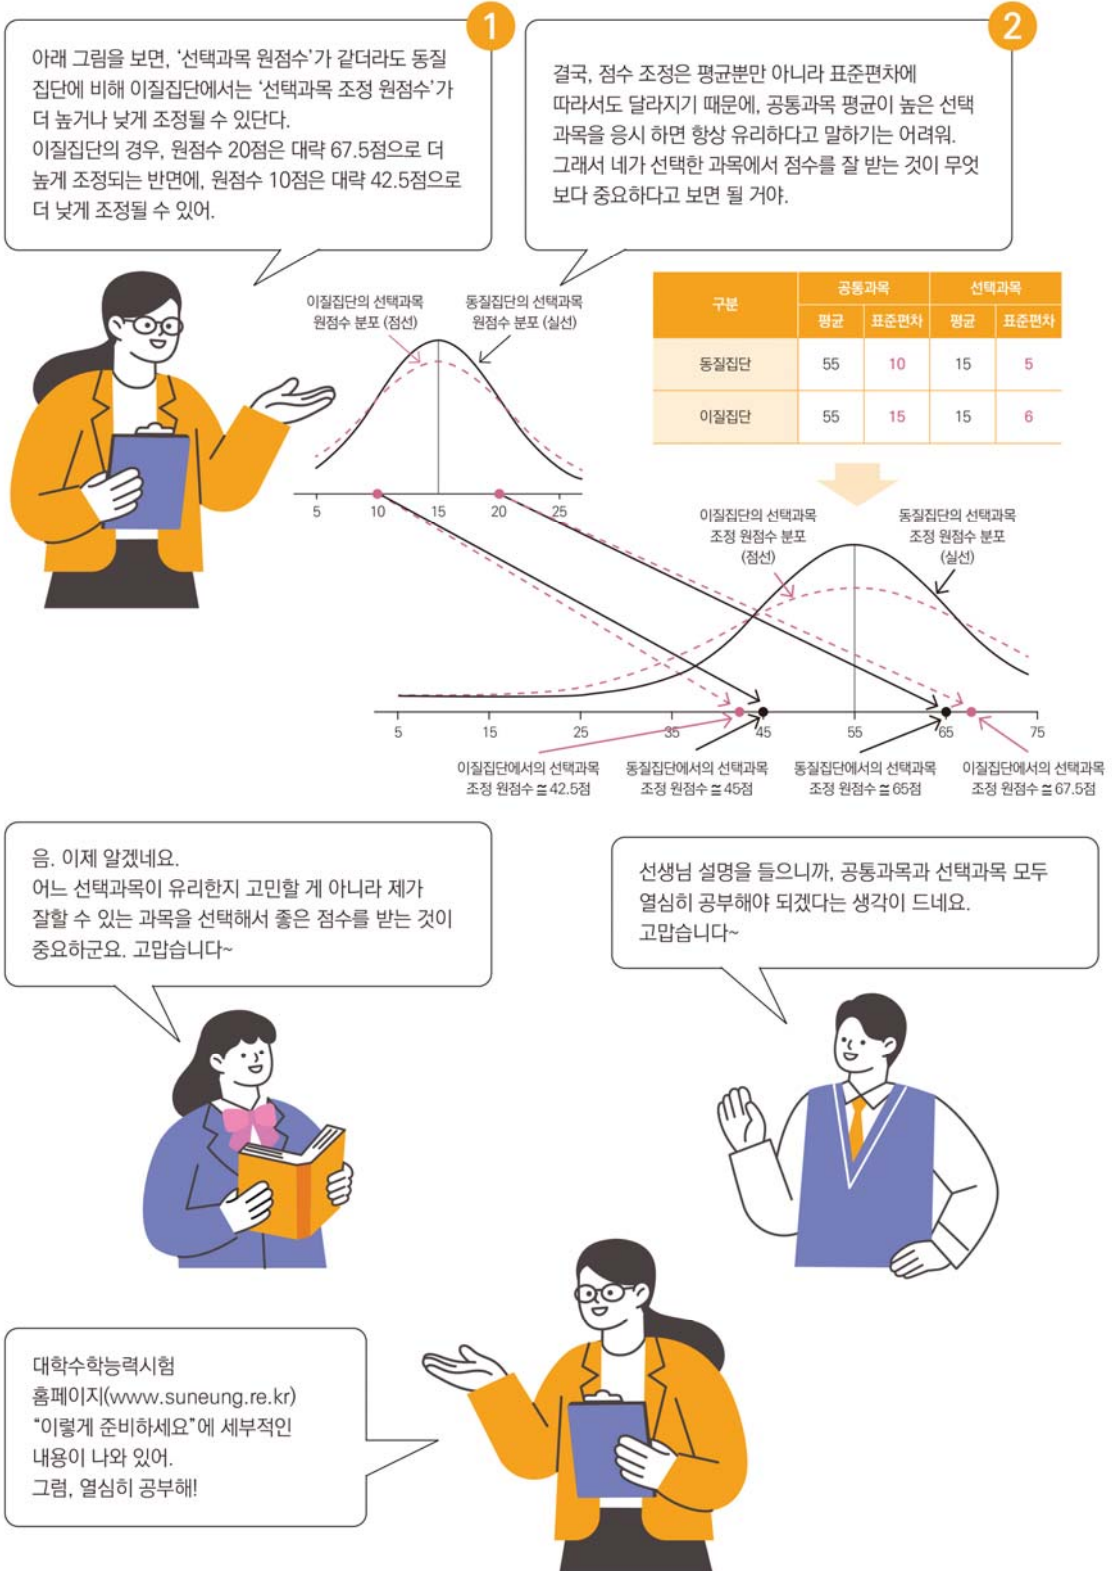 1
아래 그림을 보면, ‘선택과목 원점수’가 같더라도 동질
집단에 비해 이질집단에서는 ‘선택과목 조정 원점수’가
더 높거나 낮게 조정될 수 있단다.
이질집단의 경우, 원점수 20점은 대략 67.5점으로 더
높게 조정되는 반면에, 원점수 10점은 대략 42.5점으로
더 낮게 조정될 수 있어.
2
결국, 점수 조정은 평균뿐만 아니라 표준편차에
따라서도 달라지기 때문에, 공통과목 평균이 높은 선택
과목을 응시 하면 항상 유리하다고 말하기는 어려워.
그래서 네가 선택한 과목에서 점수를 잘 받는 것이 무엇
보다 중요하다고 보면 될 거야.
이질집단의 선택과목
원점수 분포 (점선)
동질집단의 선택과목
원점수 분포 (실선)
5 10 15 20 25
구분 공통과목 선택과목
평균 표준편차 평균 표준편차
동질집단 55 10 15 5
이질집단 55 15 15 6
이질집단의 선택과목
조정 원점수 분포
(점선)
동질집단의 선택과목
조정 원점수 분포
(실선)
5 15 25 35 45 55 65 75
이질집단에서의 선택과목
조정 원점수 ≊ 42.5점
동질집단에서의 선택과목
조정 원점수 ≊ 45점
동질집단에서의 선택과목
조정 원점수 ≊ 65점
이질집단에서의 선택과목
조정 원점수 ≊ 67.5점
음. 이제 알겠네요.
어느 선택과목이 유리한지 고민할 게 아니라 제가
잘할 수 있는 과목을 선택해서 좋은 점수를 받는 것이
중요하군요. 고맙습니다~
선생님 설명을 들으니까, 공통과목과 선택과목 모두
열심히 공부해야 되겠다는 생각이 드네요.
고맙습니다~
대학수학능력시험
홈페이지(www.suneung.re.kr)
“이렇게 준비하세요”에 세부적인
내용이 나와 있어.
그럼, 열심히 공부해!